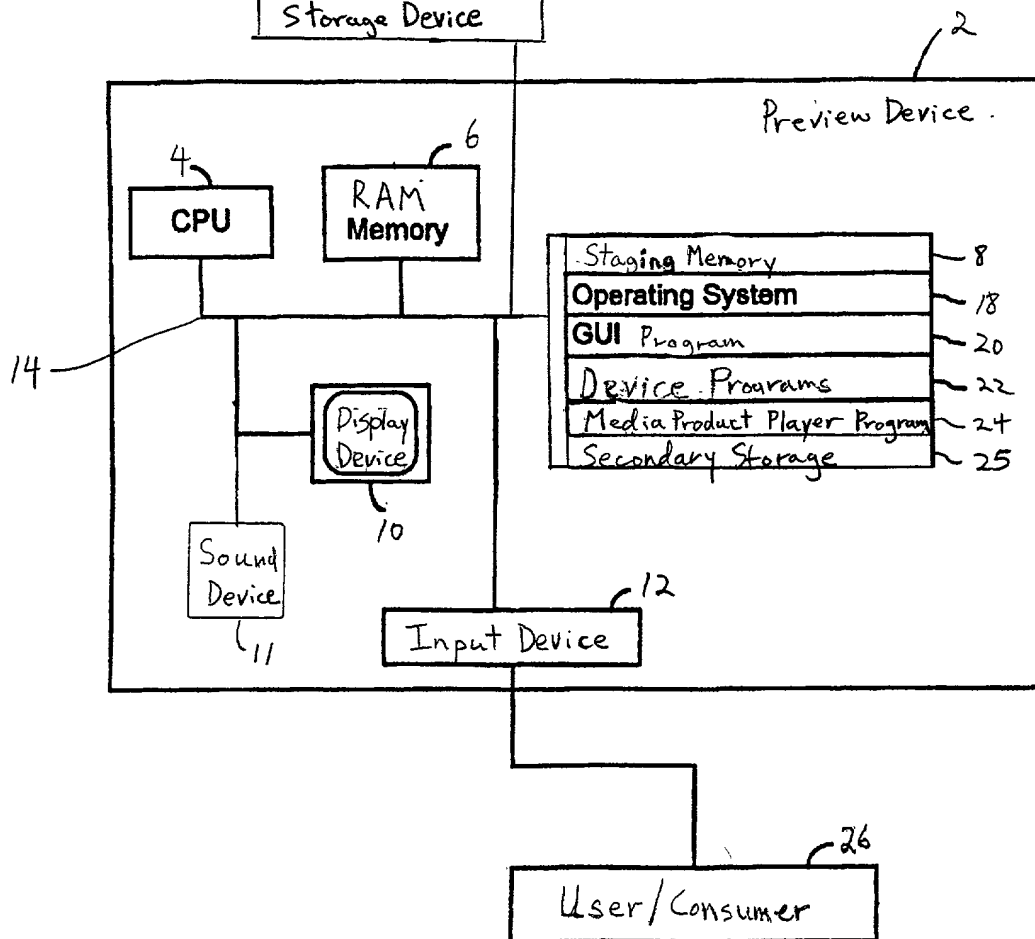 Storage Device
2
Preview Device.
4
CPU
6
RAM
Memory
Staging Memory
8
Operating System
18
GUI Program
20
Device Programs
22
Media Product Player Program
24
Secondary Storage
25
14
Display
Device
10
Sound
Device
11
12
Input Device
26
User/Consumer